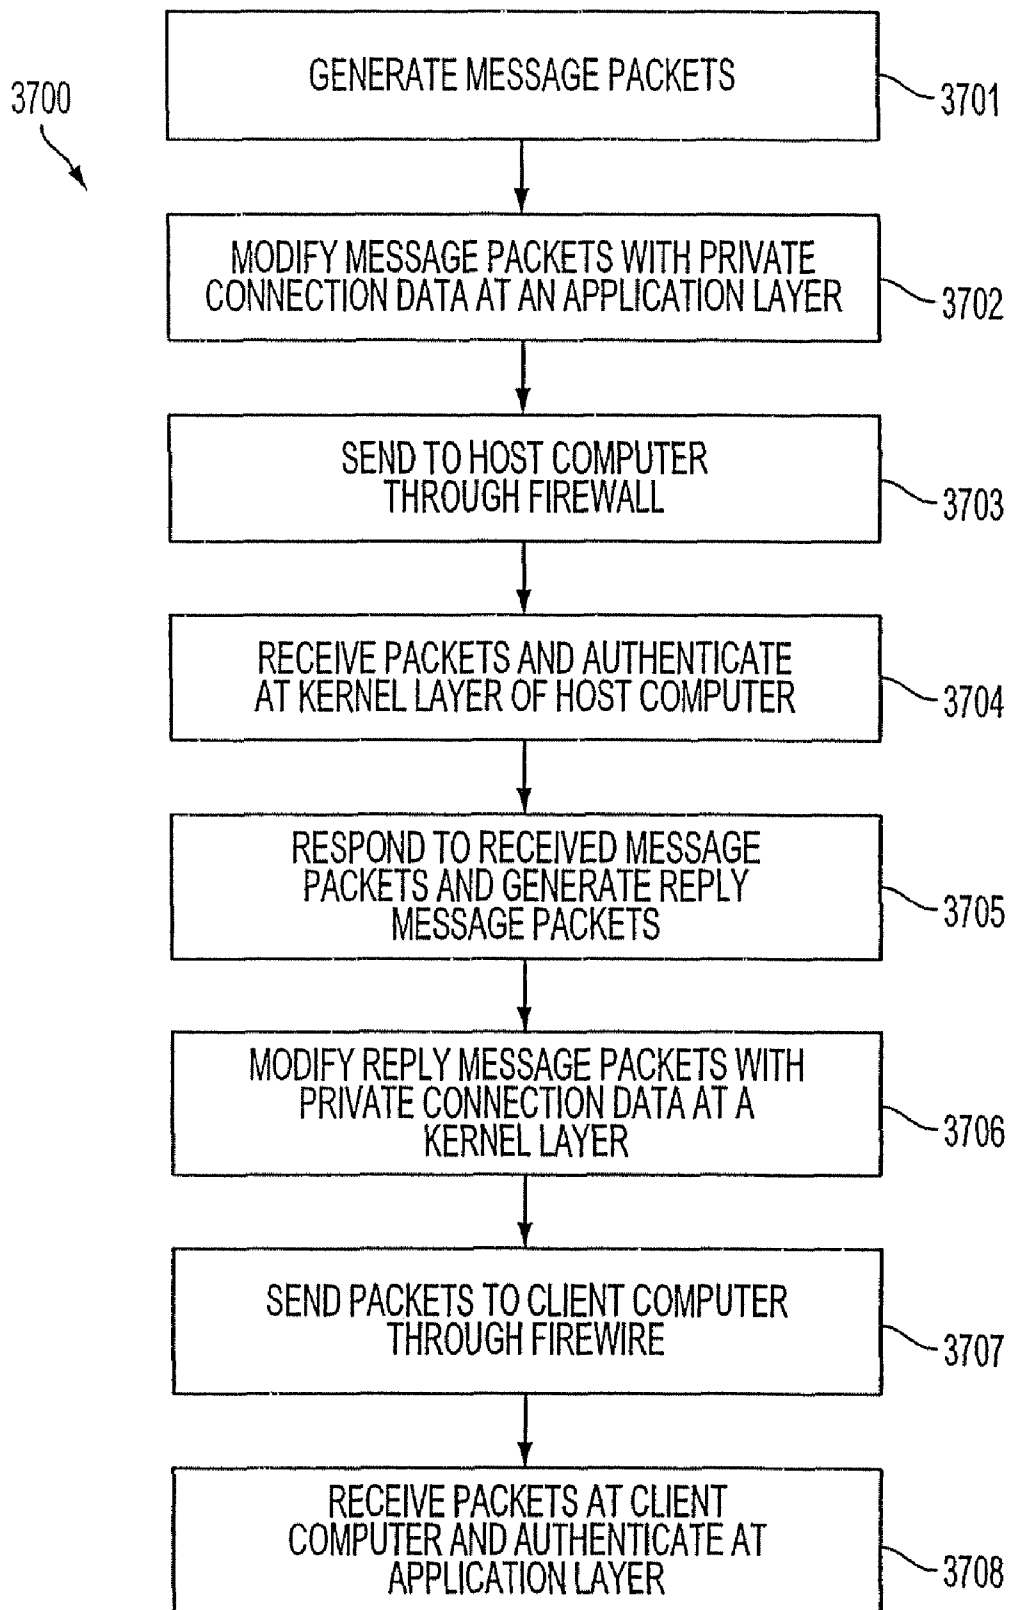 GENERATE MESSAGE PACKETS
3701
3700
MODIFY MESSAGE PACKETS WITH PRIVATE
CONNECTION DATA AT AN APPLICATION LAYER
3702
SEND TO HOST COMPUTER
THROUGH FIREWALL
3703
RECEIVE PACKETS AND AUTHENTICATE
AT KERNEL LAYER OF HOST COMPUTER
3704
RESPOND TO RECEIVED MESSAGE
PACKETS AND GENERATE REPLY
MESSAGE PACKETS
3705
MODIFY REPLY MESSAGE PACKETS WITH
PRIVATE CONNECTION DATA AT A
KERNEL LAYER
3706
SEND PACKETS TO CLIENT COMPUTER
THROUGH FIREWIRE
3707
RECEIVE PACKETS AT CLIENT
COMPUTER AND AUTHENTICATE AT
APPLICATION LAYER
3708